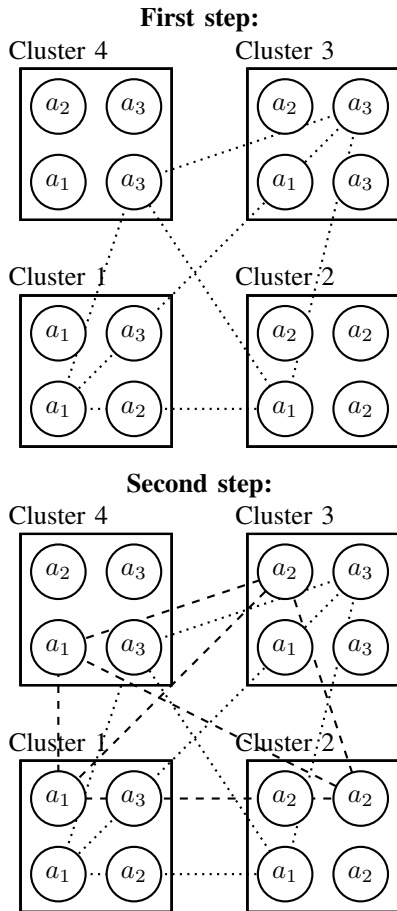 First step:
Cluster 4 Cluster 3
a₂ a₃ a₂ a₃
a₁ a₃ a₁ a₃
Cluster 1 Cluster 2
a₁ a₃ a₂ a₂
a₁ a₂ a₁ a₂
Second step:
Cluster 4 Cluster 3
a₂ a₃ a₂ a₃
a₁ a₃ a₁ a₃
Cluster 1 Cluster 2
a₁ a₃ a₂ a₂
a₁ a₂ a₁ a₂